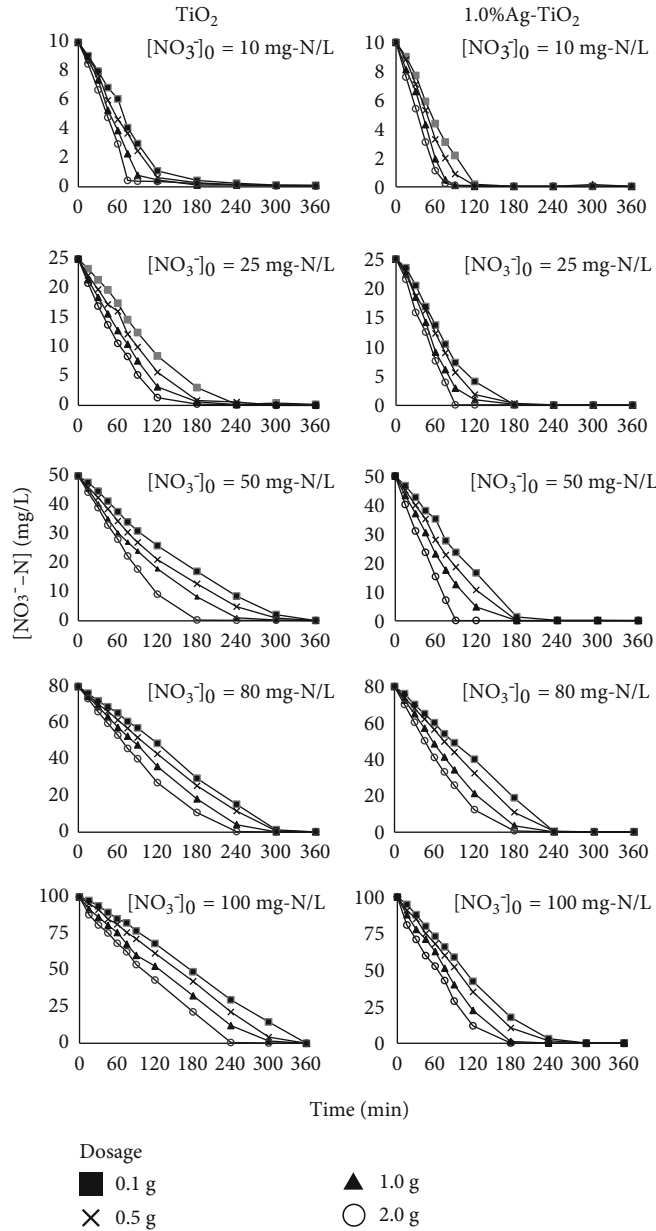 TiO₂
1.0%Ag-TiO₂
[NO₃⁻]₀ = 10 mg-N/L
10
8
6
4
2
0
0 60 120 180 240 300 360
[NO₃⁻]₀ = 10 mg-N/L
10
8
6
4
2
0
0 60 120 180 240 300 360
[NO₃⁻]₀ = 25 mg-N/L
25
20
15
10
5
0
0 60 120 180 240 300 360
[NO₃⁻]₀ = 25 mg-N/L
25
20
15
10
5
0
0 60 120 180 240 300 360
[NO₃⁻–N] (mg/L)
[NO₃⁻]₀ = 50 mg-N/L
50
40
30
20
10
0
0 60 120 180 240 300 360
[NO₃⁻]₀ = 50 mg-N/L
50
40
30
20
10
0
0 60 120 180 240 300 360
[NO₃⁻]₀ = 80 mg-N/L
80
60
40
20
0
0 60 120 180 240 300 360
[NO₃⁻]₀ = 80 mg-N/L
80
60
40
20
0
0 60 120 180 240 300 360
[NO₃⁻]₀ = 100 mg-N/L
100
75
50
25
0
0 60 120 180 240 300 360
[NO₃⁻]₀ = 100 mg-N/L
100
75
50
25
0
0 60 120 180 240 300 360
Time (min)
Dosage
0.1 g
0.5 g
1.0 g
2.0 g